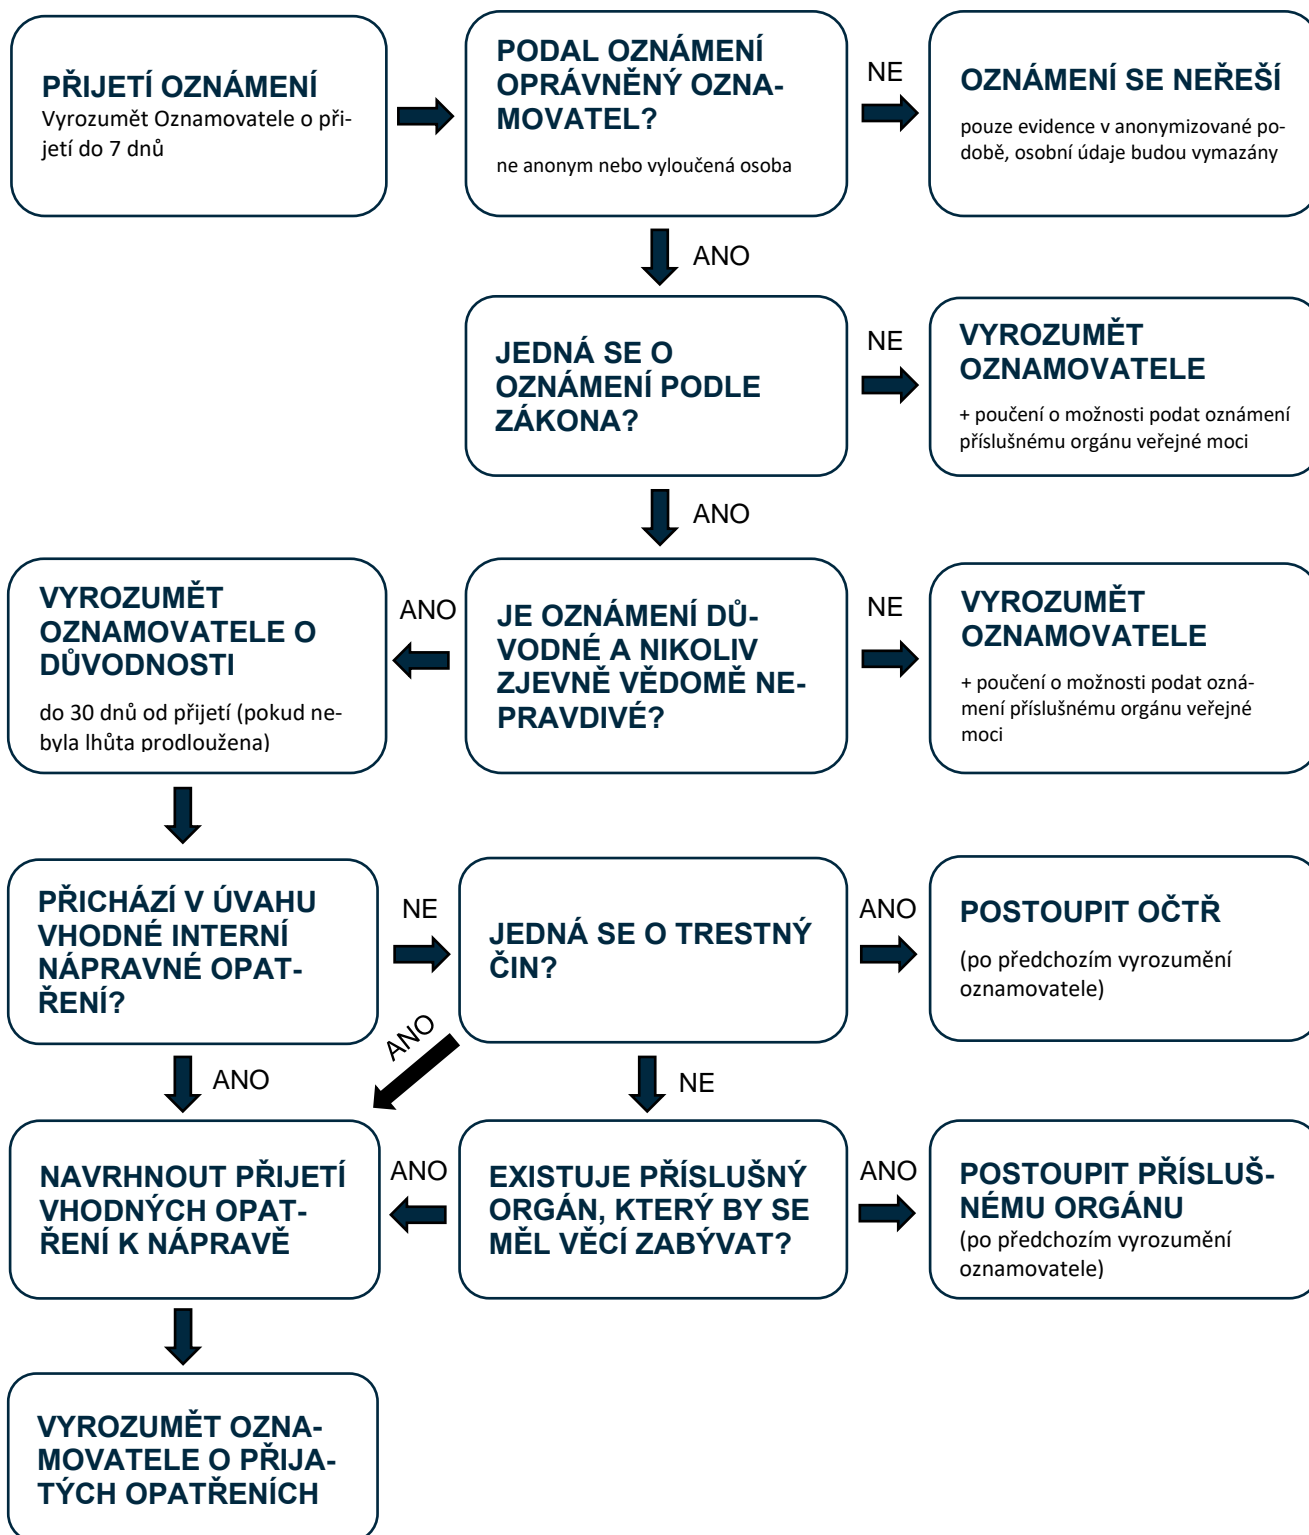 PŘIJETÍ OZNÁMENÍ
Vyrozumět Oznamovatele o při-
jetí do 7 dnů
PODAL OZNÁMENÍ
OPRÁVNĚNÝ OZNA-
MOVATEL?
ne anonym nebo vyloučená osoba
NE
OZNÁMENÍ SE NEŘEŠÍ
pouze evidence v anonymizované po-
době, osobní údaje budou vymazány
ANO
JEDNÁ SE O
OZNÁMENÍ PODLE
ZÁKONA?
NE
VYROZUMĚT
OZNAMOVATELE
+ poučení o možnosti podat oznámení
příslušnému orgánu veřejné moci
ANO
VYROZUMĚT
OZNAMOVATELE O
DŮVODNOSTI
do 30 dnů od přijetí (pokud ne-
byla lhůta prodloužena)
ANO
JE OZNÁMENÍ DŮ-
VODNÉ A NIKOLIV
ZJEVNĚ VĚDOMĚ NE-
PRAVDIVÉ?
NE
VYROZUMĚT
OZNAMOVATELE
+ poučení o možnosti podat ozná-
mení příslušnému orgánu veřejné
moci
PŘICHÁZÍ V ÚVAHU
VHODNÉ INTERNÍ
NÁPRAVNÉ OPAT-
ŘENÍ?
NE
JEDNÁ SE O TRESTNÝ
ČIN?
ANO
POSTOUPIT OČTŘ
(po předchozím vyrozumění
oznamovatele)
ANO
ANO
NE
NAVRHNOUT PŘIJETÍ
VHODNÝCH OPAT-
ŘENÍ K NÁPRAVĚ
ANO
EXISTUJE PŘÍSLUŠNÝ
ORGÁN, KTERÝ BY SE
MĚL VĚCÍ ZABÝVAT?
ANO
POSTOUPIT PŘÍSLUŠ-
NÉMU ORGÁNU
(po předchozím vyrozumění
oznamovatele)
VYROZUMĚT OZNA-
MOVATELE O PŘIJA-
TÝCH OPATŘENÍCH